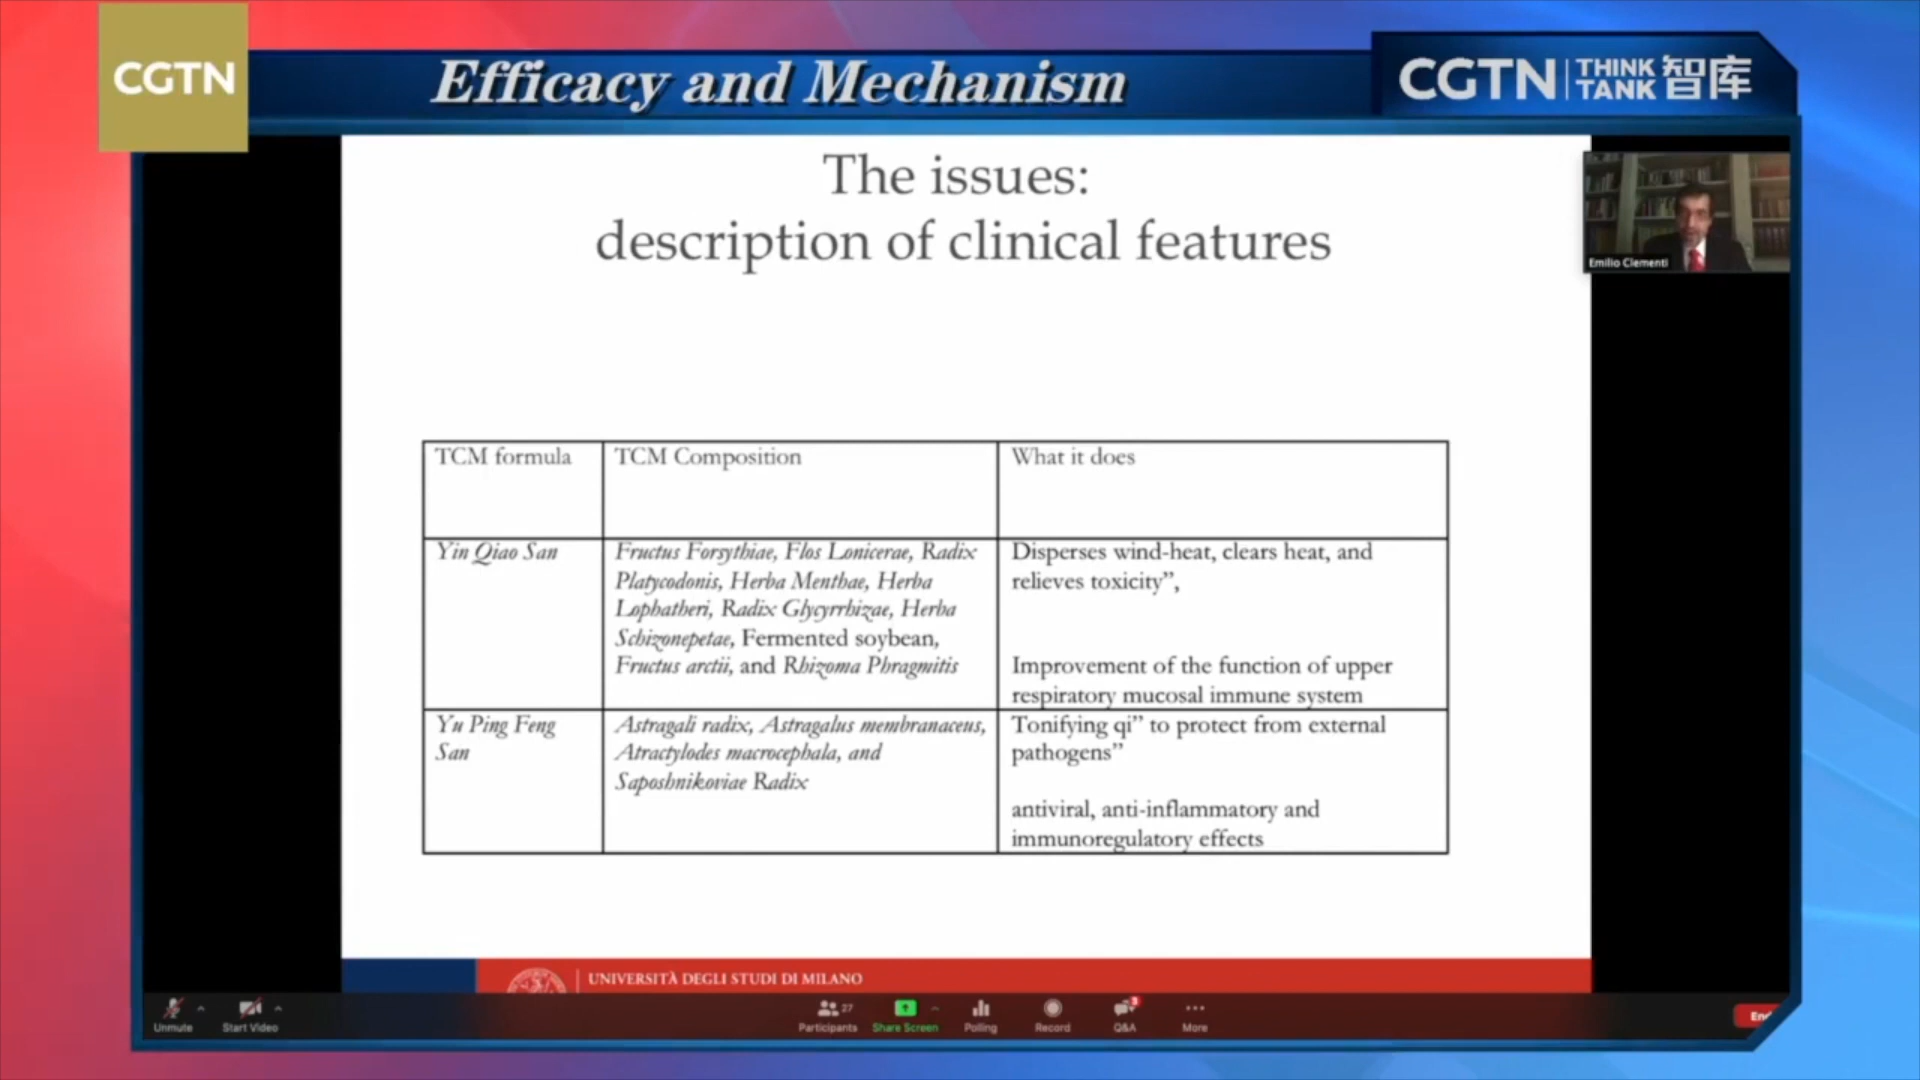 CGTN
Efficacy and Mechanism
CGTN THINK TANK 智库
The issues:
description of clinical features
Emilio Clementi
TCM formula
TCM Composition
What it does
Yin Qiao San
Fructus Forsythiae, Flos Lonicerae, Radix
Platycodonis, Herba Menthae, Herba
Lophatheri, Radix Glycyrrhizae, Herba
Schizonepetae, Fermented soybean,
Fructus arctii, and Rhizoma Phragmitis
Disperses wind-heat, clears heat, and
relieves toxicity”,
Improvement of the function of upper
respiratory mucosal immune system
Yu Ping Feng
San
Astragali radix, Astragalus membranaceus,
Atractylodes macrocephala, and
Saposhnikoviae Radix
Tonifying qi” to protect from external
pathogens”
antiviral, anti-inflammatory and
immunoregulatory effects
UNIVERSITÀ DEGLI STUDI DI MILANO
Unmute
Start Video
27
Participants
Share Screen
Polling
Record
3
Q&A
More